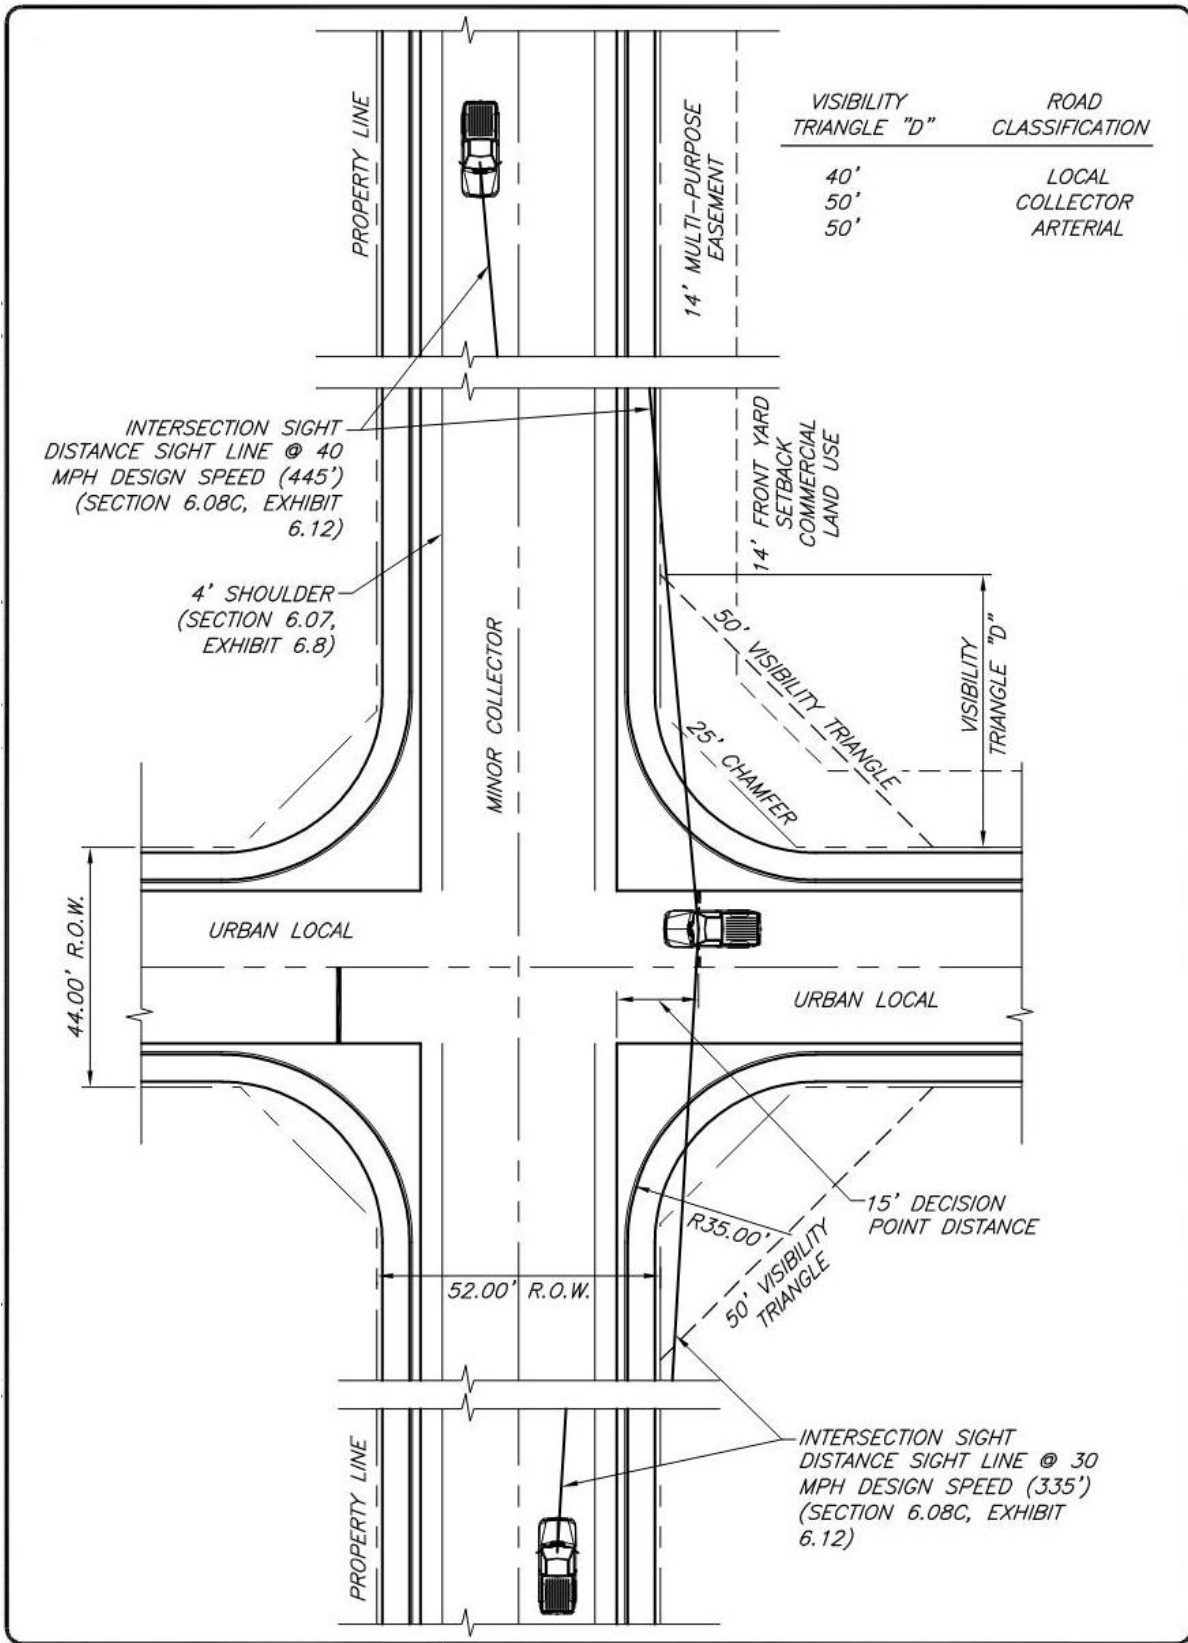 PROPERTY LINE
14' MULTI-PURPOSE
EASEMENT
VISIBILITY
TRIANGLE "D"
ROAD
CLASSIFICATION
40' LOCAL
50' COLLECTOR
50' ARTERIAL
INTERSECTION SIGHT
DISTANCE SIGHT LINE @ 40
MPH DESIGN SPEED (445')
(SECTION 6.08C, EXHIBIT
6.12)
14' FRONT YARD
SETBACK
COMMERCIAL
LAND USE
4' SHOULDER
(SECTION 6.07,
EXHIBIT 6.8)
MINOR COLLECTOR
50' VISIBILITY TRIANGLE
25' CHAMFER
VISIBILITY
TRIANGLE "D"
44.00' R.O.W.
URBAN LOCAL
URBAN LOCAL
15' DECISION
POINT DISTANCE
R35.00'
50' VISIBILITY
TRIANGLE
52.00' R.O.W.
PROPERTY LINE
INTERSECTION SIGHT
DISTANCE SIGHT LINE @ 30
MPH DESIGN SPEED (335')
(SECTION 6.08C, EXHIBIT
6.12)